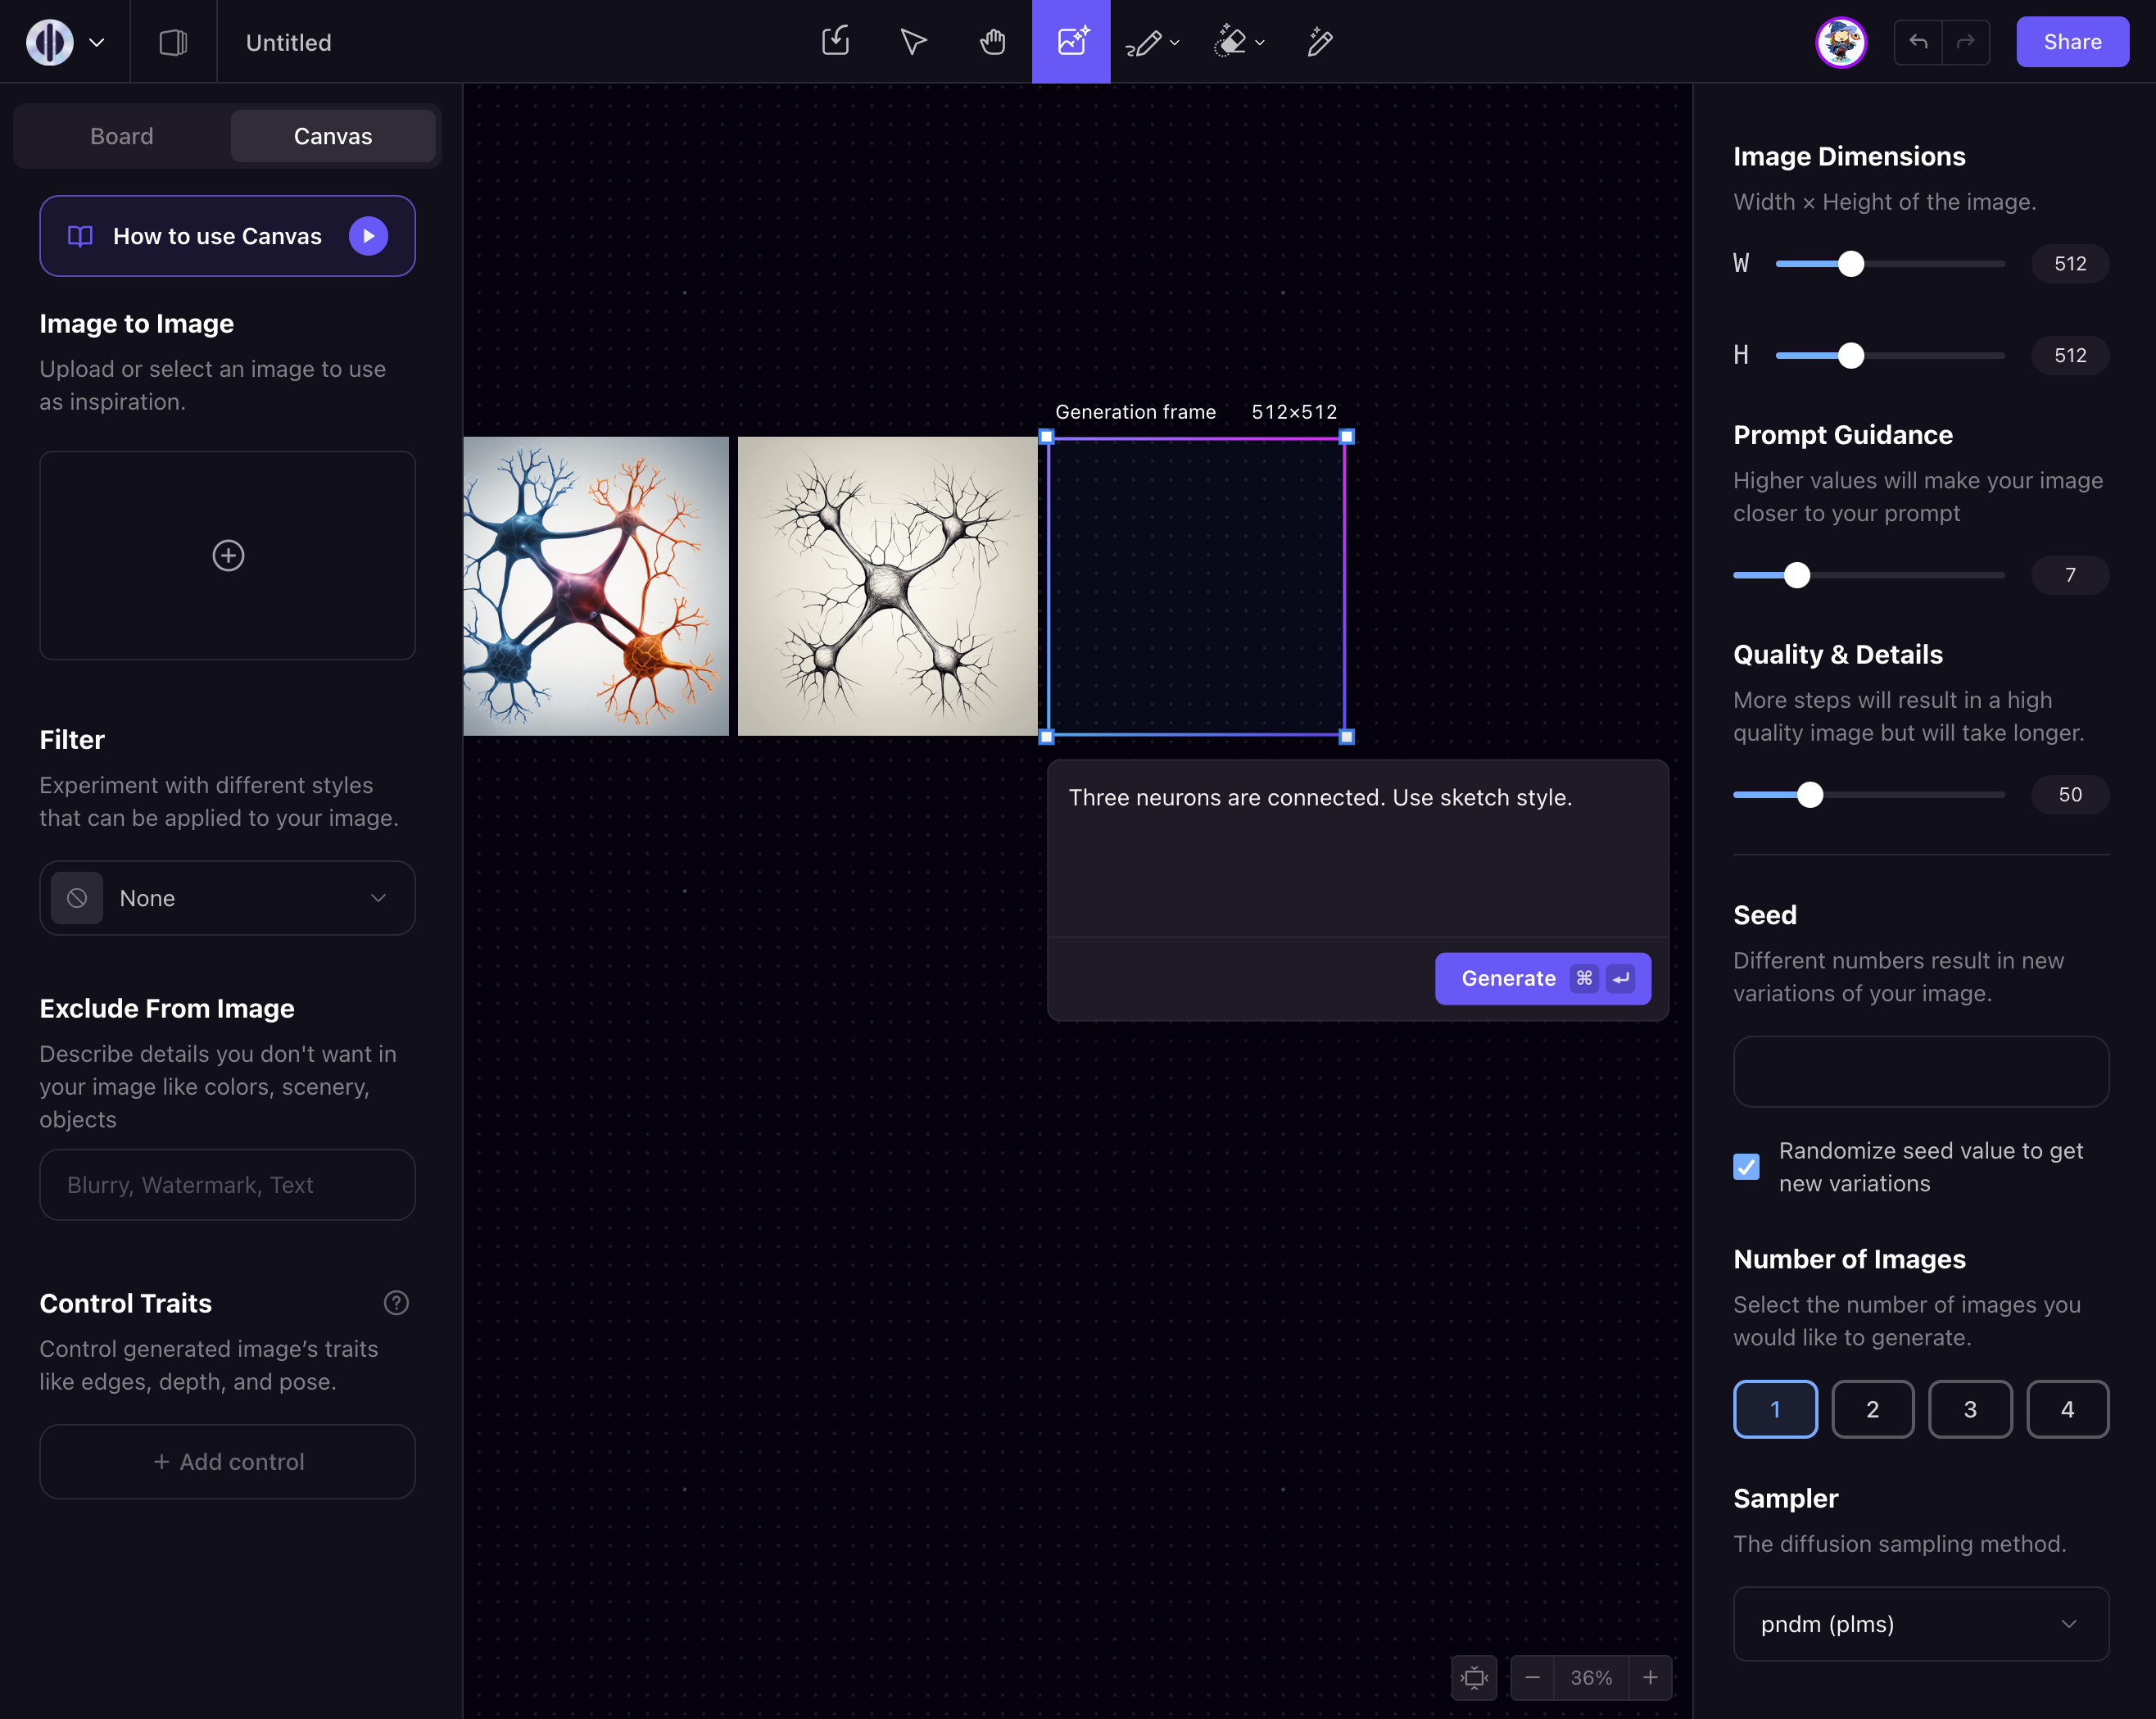 Untitled
Share
Board
Canvas
How to use Canvas
Image to Image
Upload or select an image to use
as inspiration.
Filter
Experiment with different styles
that can be applied to your image.
None
Exclude From Image
Describe details you don't want in
your image like colors, scenery,
objects
Blurry, Watermark, Text
Control Traits
?
Control generated image’s traits
like edges, depth, and pose.
+ Add control
Generation frame 512×512
Three neurons are connected. Use sketch style.
Generate ⌘ ↵
− 36% +
Image Dimensions
Width × Height of the image.
W 512
H 512
Prompt Guidance
Higher values will make your image
closer to your prompt
7
Quality & Details
More steps will result in a high
quality image but will take longer.
50
Seed
Different numbers result in new
variations of your image.
Randomize seed value to get
new variations
Number of Images
Select the number of images you
would like to generate.
1 2 3 4
Sampler
The diffusion sampling method.
pndm (plms)